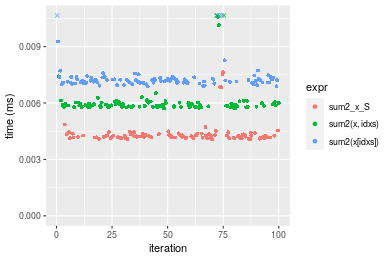 0.009
0.006
0.003
0.000
time (ms)
0
25
50
75
100
iteration
expr
sum2_x_S
sum2(x, idxs)
sum2(x[idxs])